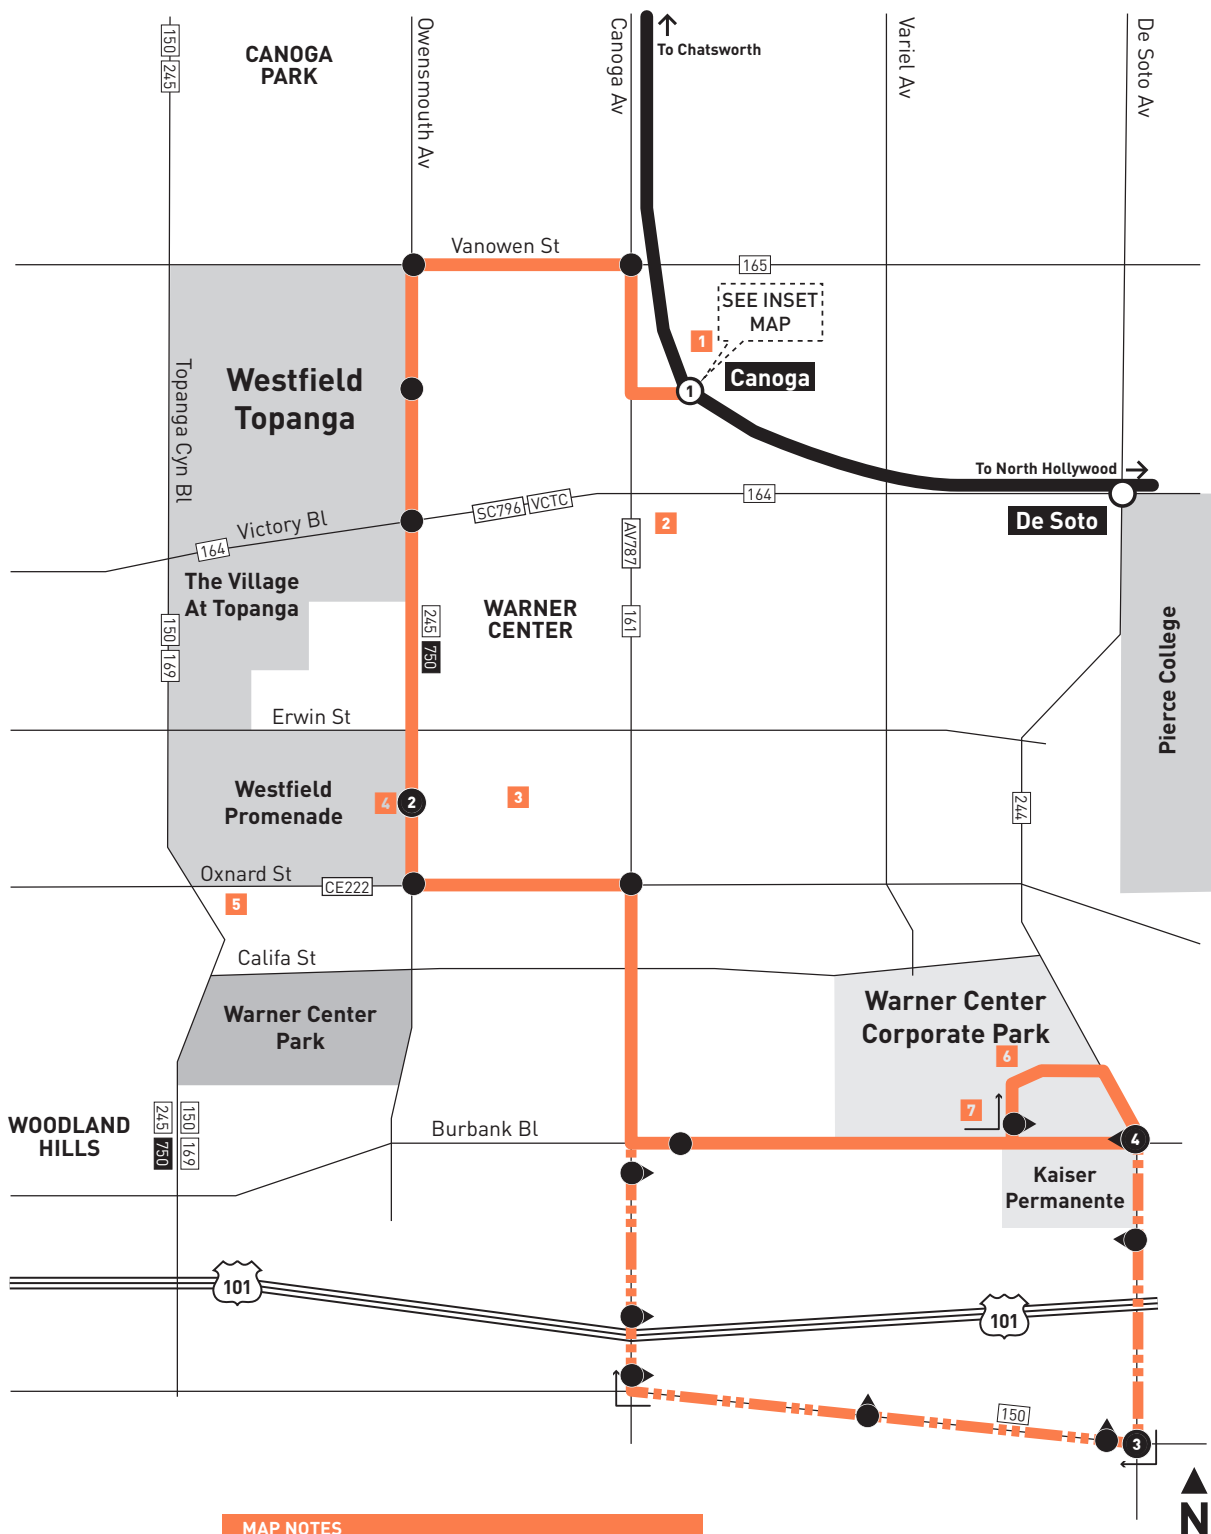 150
245
CANOGA
PARK
Owensmouth Av
Canoga Av
To Chatsworth
Variel Av
De Soto Av
Vanowen St
165
SEE INSET
MAP
1
Canoga
1
Westfield
Topanga
Topanga Cyn Bl
To North Hollywood
De Soto
164
SC796
VCTC
Victory Bl
164
2
AV787
The Village
At Topanga
WARNER
CENTER
245
750
161
150
169
Pierce College
Erwin St
Westfield
Promenade
4
2
3
244
Oxnard St
CE222
5
Califa St
Warner Center
Park
Warner Center
Corporate Park
6
7
WOODLAND
HILLS
245
750
150
169
Burbank Bl
4
Kaiser
Permanente
101
101
150
3
N
MAP NOTES